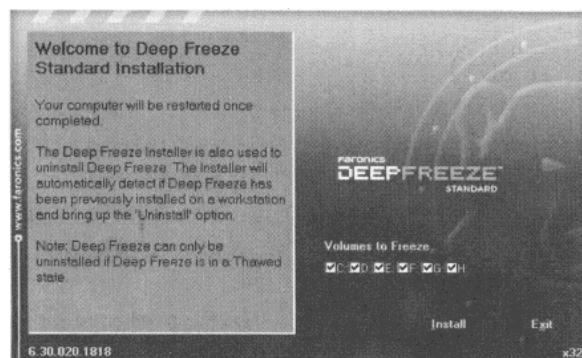 Welcome to Deep Freeze
Standard Installation
Your computer will be restarted once
completed.
The Deep Freeze Installer is also used to
uninstall Deep Freeze. The Installer will
automatically detect if Deep Freeze has
been previously installed on a workstation
and bring up the 'Uninstall' option.
Note: Deep Freeze can only be
uninstalled if Deep Freeze is in a Thawed
state.
www.faronics.com
FARONICS
DEEPFREEZE™
STANDARD
Volumes to Freeze
C D E F G H
Install Exit
6.30.020.1818 x32